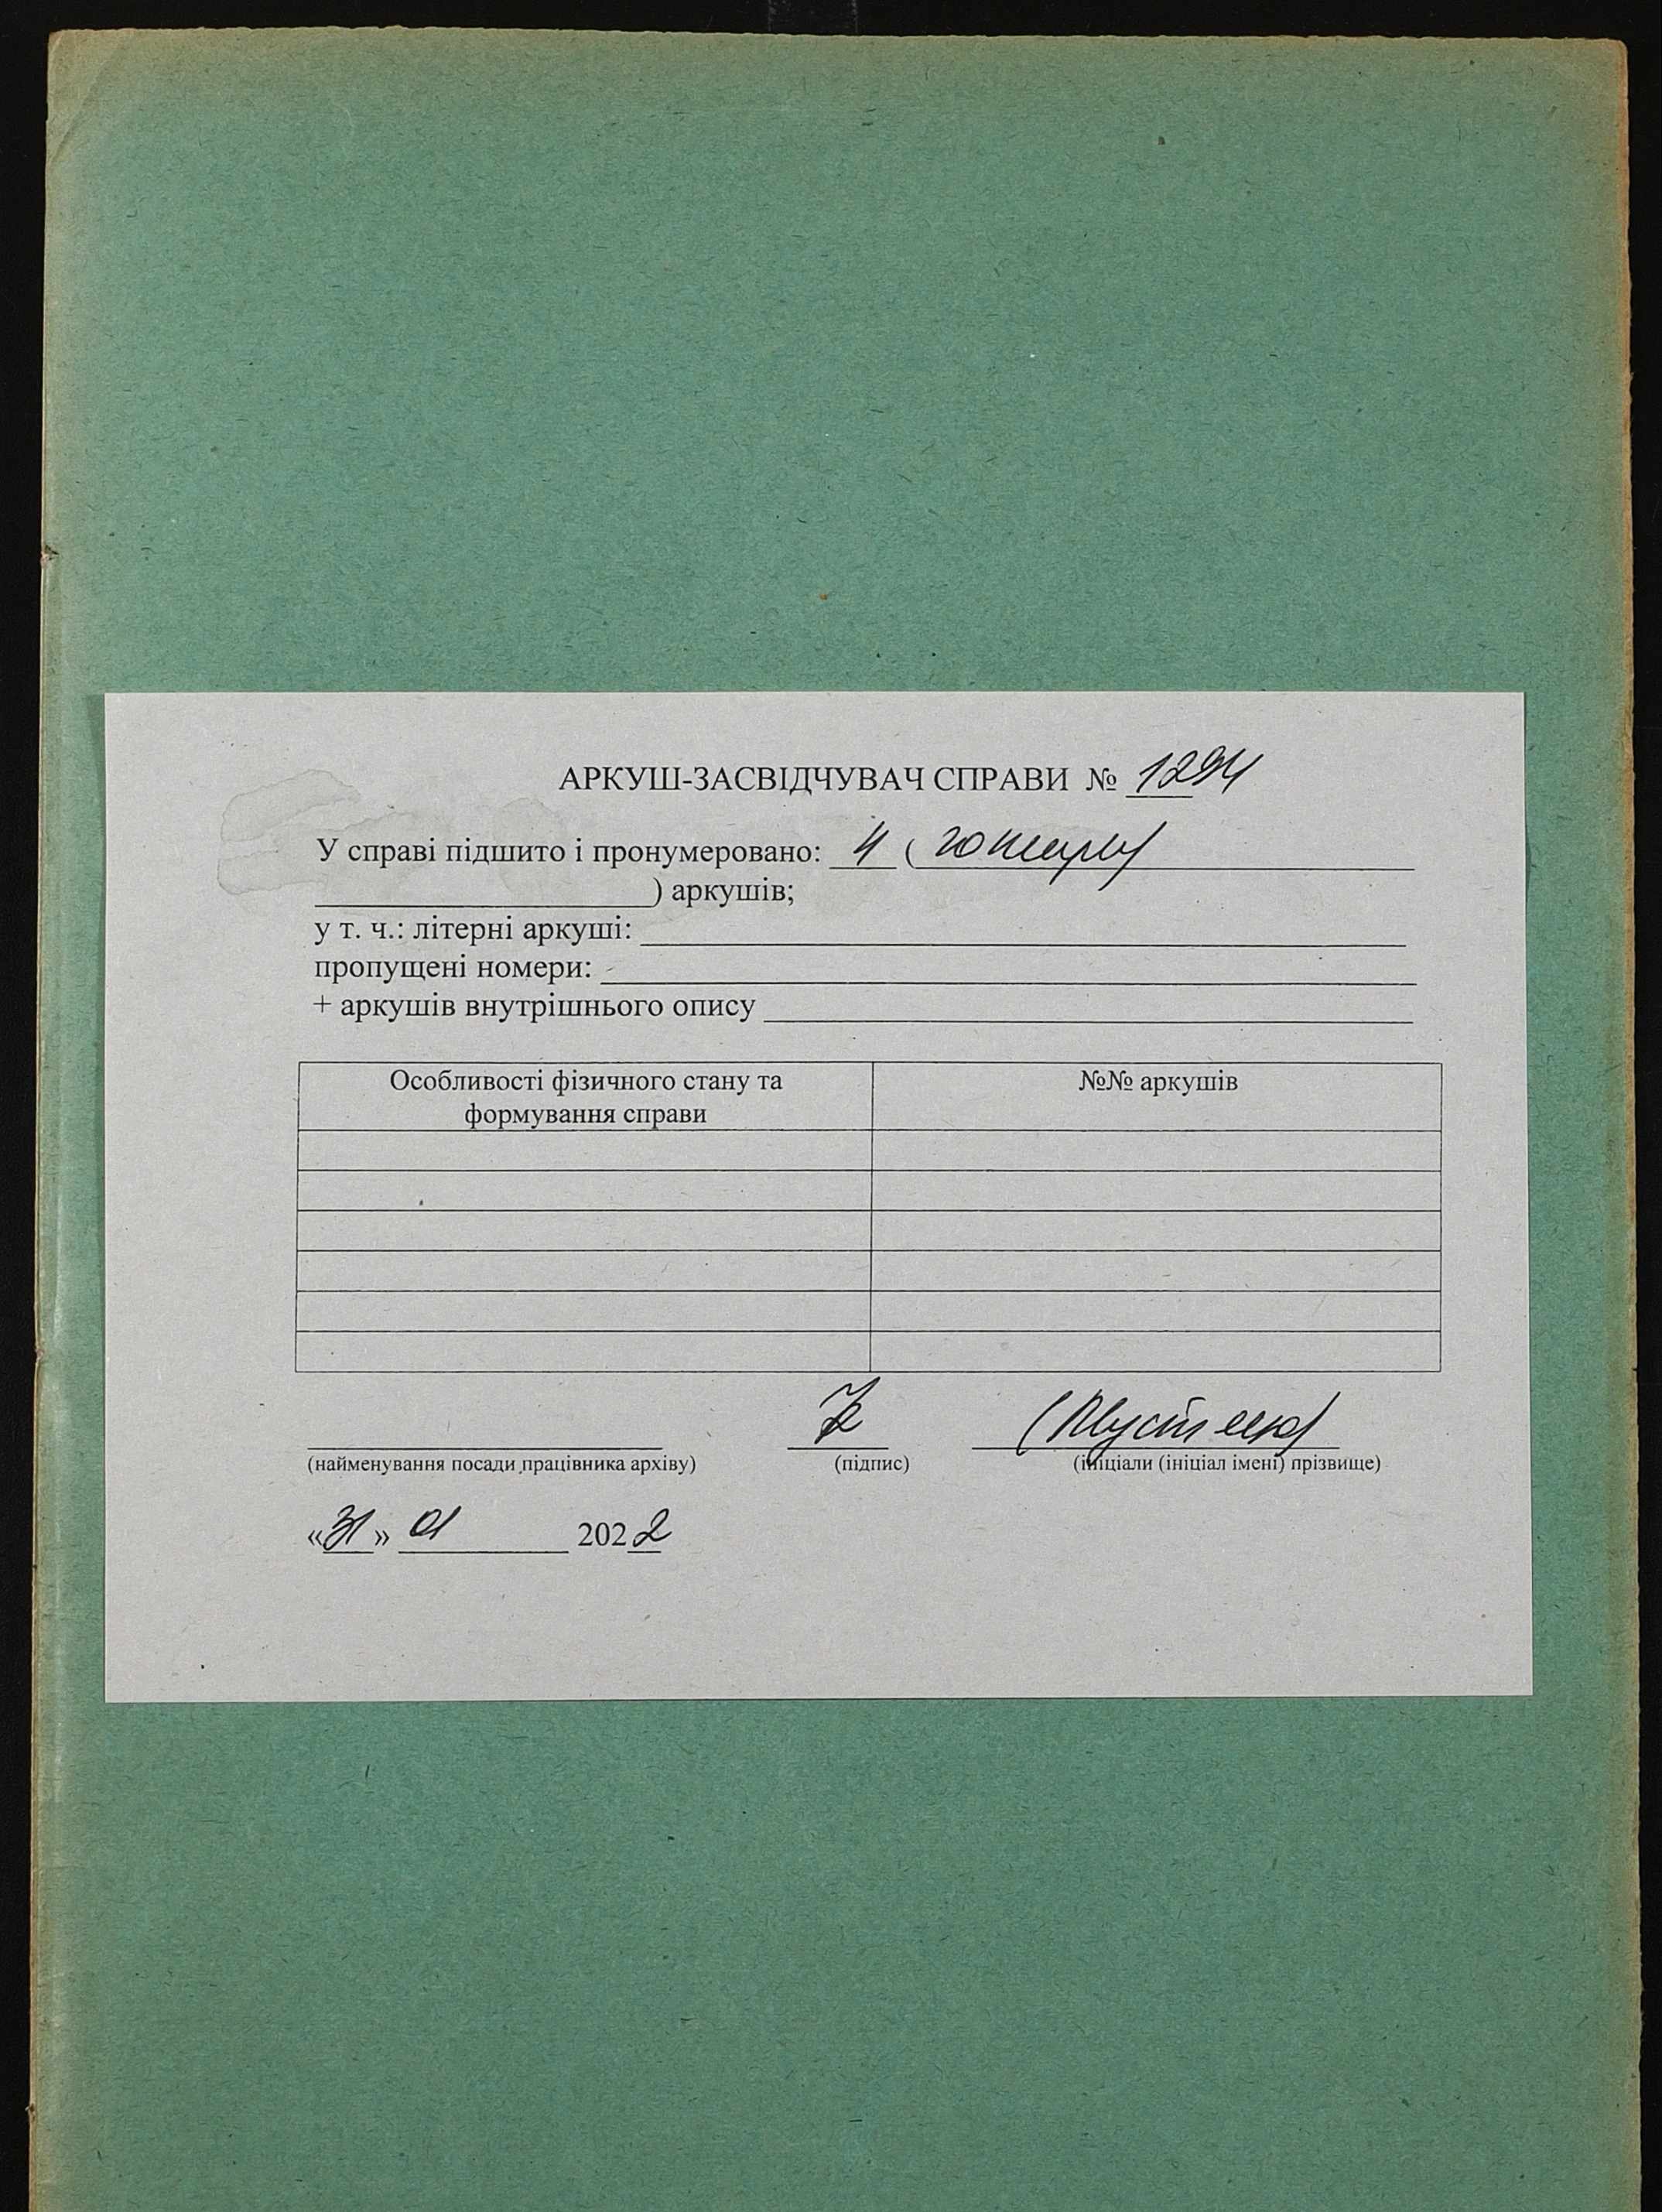 АРКУШ-ЗАСВІДЧУВАЧ СПРАВИ № 1294
У справі підшито і пронумеровано: 4 (
) аркушів;
у т. ч.: літерні аркуші:
пропущені номери:
+ аркушів внутрішнього опису
Особливості фізичного стану та
формування справи
№№ аркушів
(найменування посади працівника архіву)
(підпис)
(ініціали (ініціал імені) прізвище)
«31» 01 2022